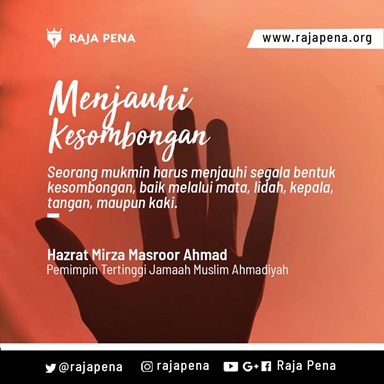 RAJA PENA
www.rajapena.org
Menjauhi
Kesombongan
Seorang mukmin harus menjauhi segala bentuk
kesombongan, baik melalui mata, lidah, kepala,
tangan, maupun kaki.
Hazrat Mirza Masroor Ahmad
Pemimpin Tertinggi Jamaah Muslim Ahmadiyah
@rajapena
rajapena
G+
Raja Pena